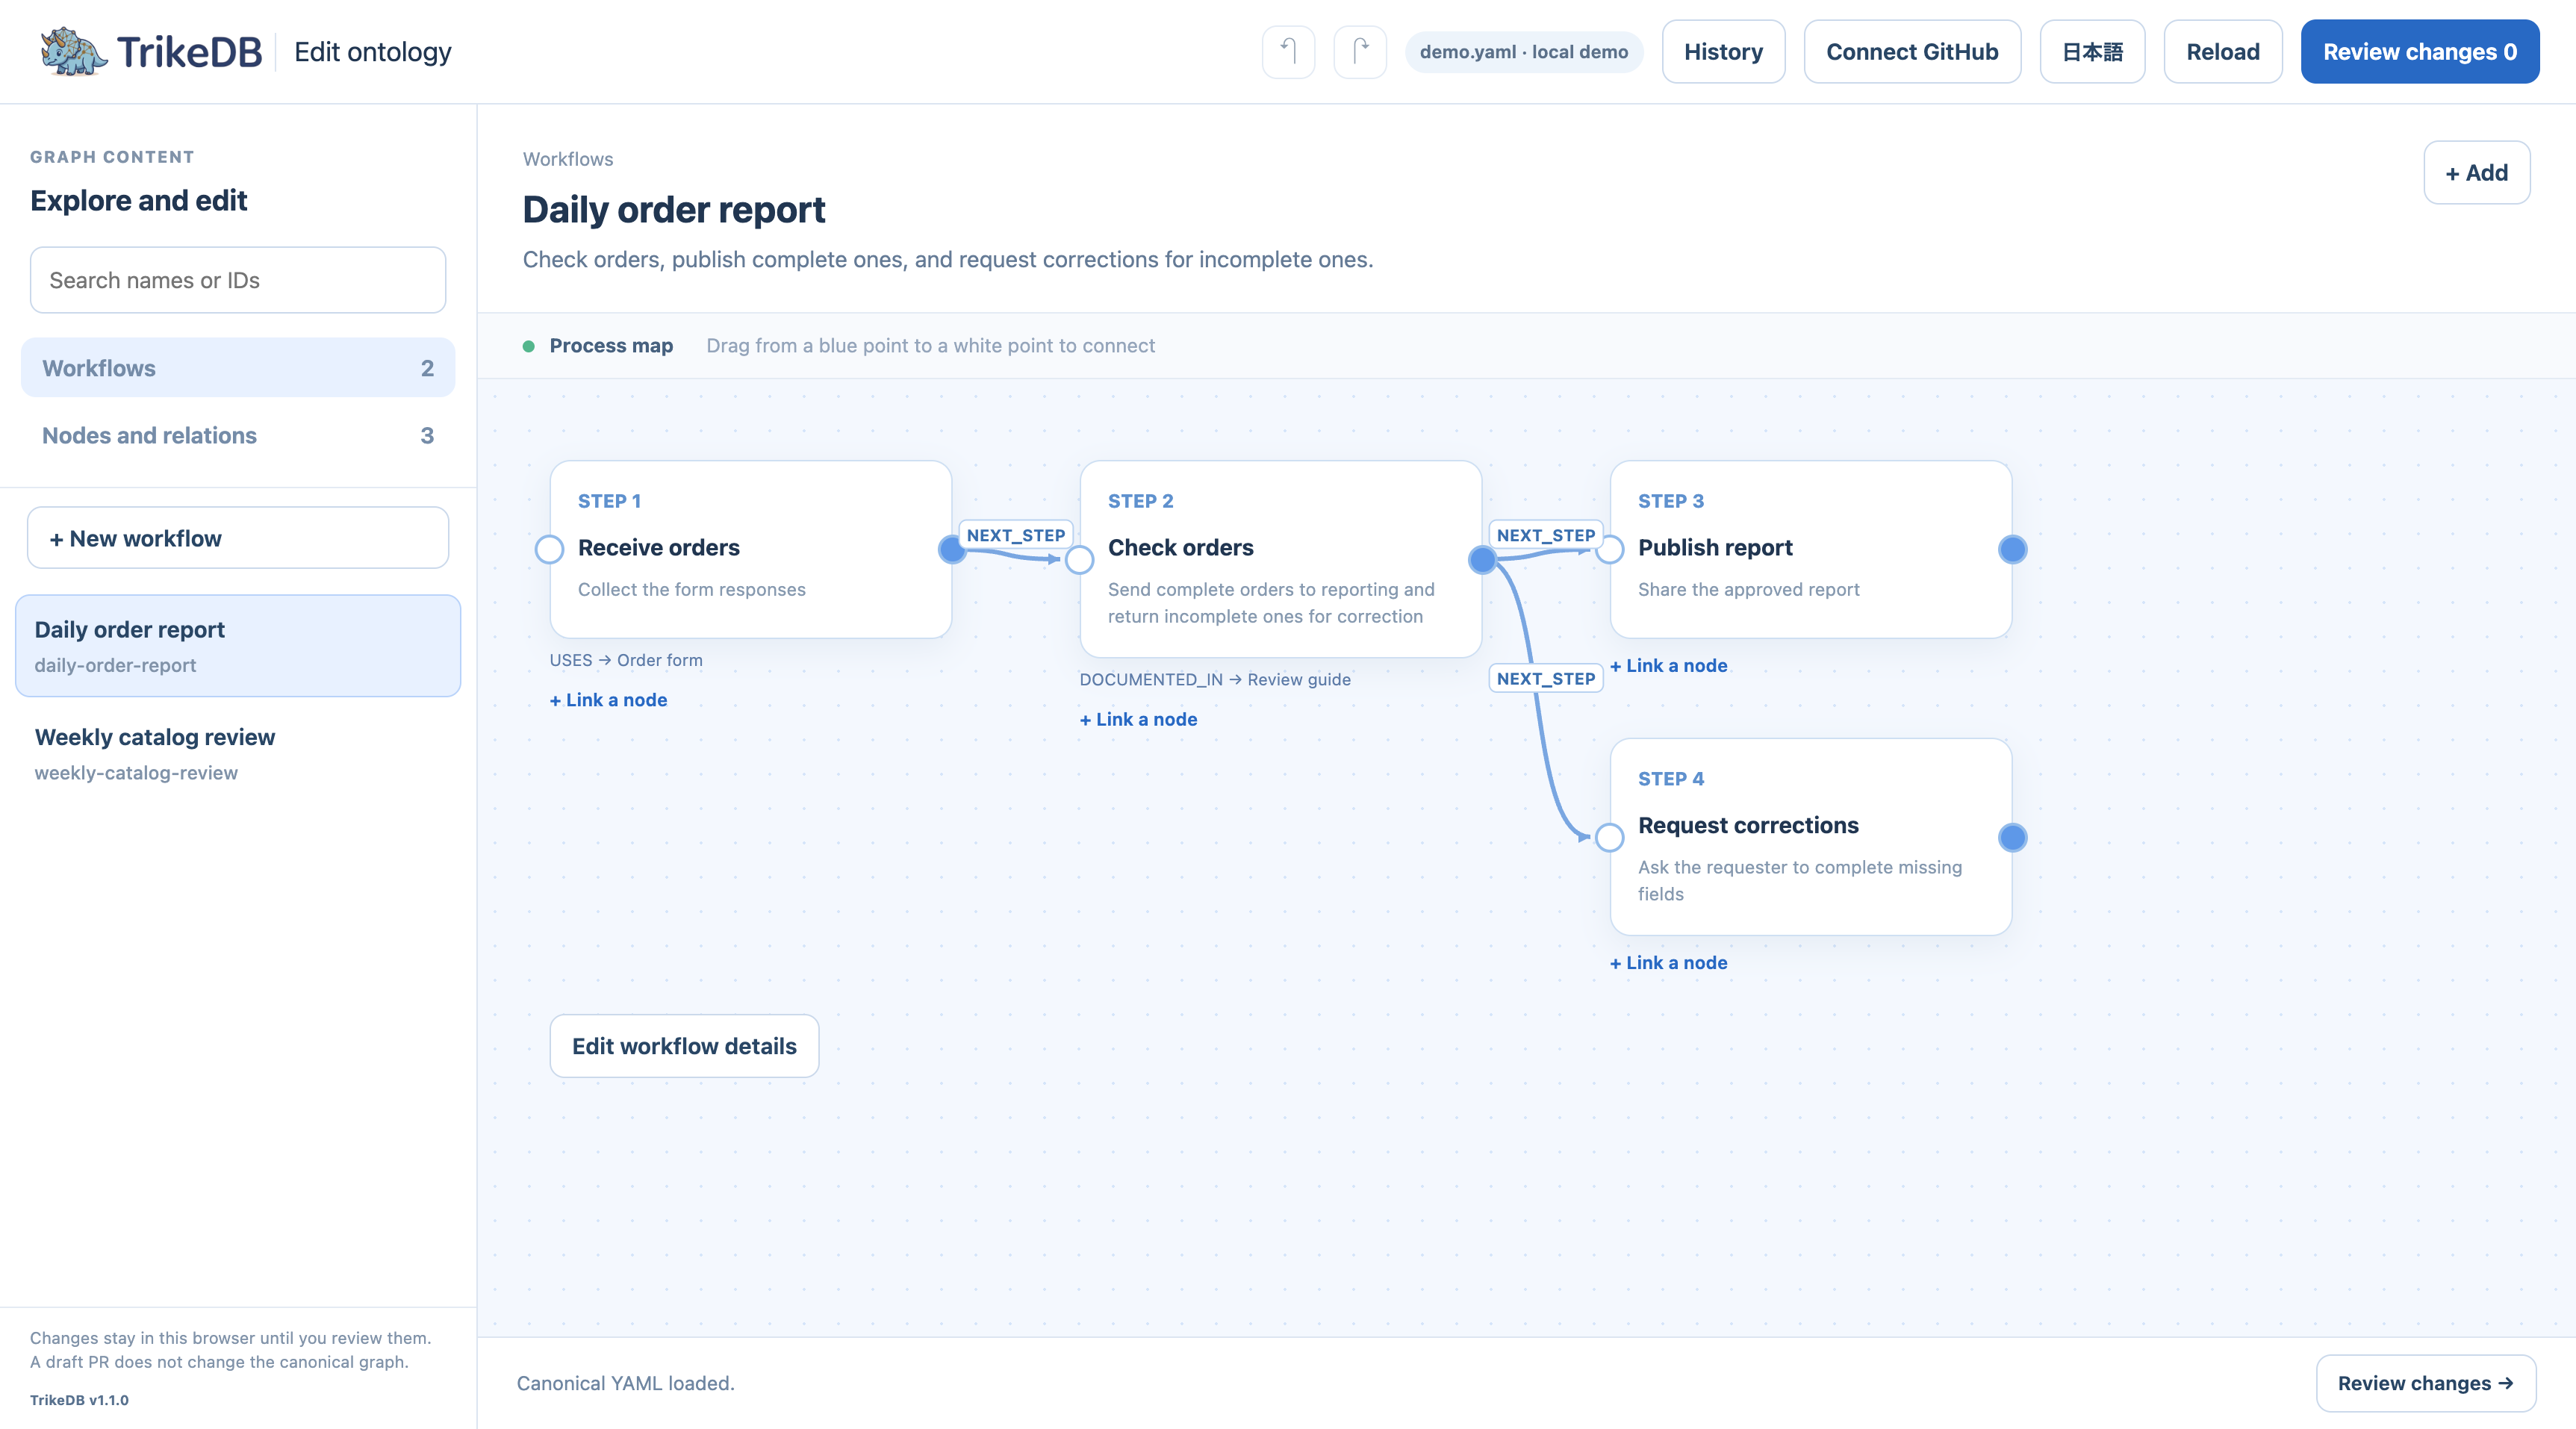 TrikeDB
Edit ontology
demo.yaml · local demo
History
Connect GitHub
日本語
Reload
Review changes 0
GRAPH CONTENT
Explore and edit
Search names or IDs
Workflows 2
Nodes and relations 3
+ New workflow
Daily order report
daily-order-report
Weekly catalog review
weekly-catalog-review
Changes stay in this browser until you review them.
A draft PR does not change the canonical graph.
TrikeDB v1.1.0
Workflows
Daily order report
Check orders, publish complete ones, and request corrections for incomplete ones.
+ Add
Process map
Drag from a blue point to a white point to connect
STEP 1
Receive orders
Collect the form responses
USES → Order form
+ Link a node
NEXT_STEP
STEP 2
Check orders
Send complete orders to reporting and
return incomplete ones for correction
DOCUMENTED_IN → Review guide
+ Link a node
NEXT_STEP
NEXT_STEP
STEP 3
Publish report
Share the approved report
+ Link a node
STEP 4
Request corrections
Ask the requester to complete missing
fields
+ Link a node
Edit workflow details
Canonical YAML loaded.
Review changes →